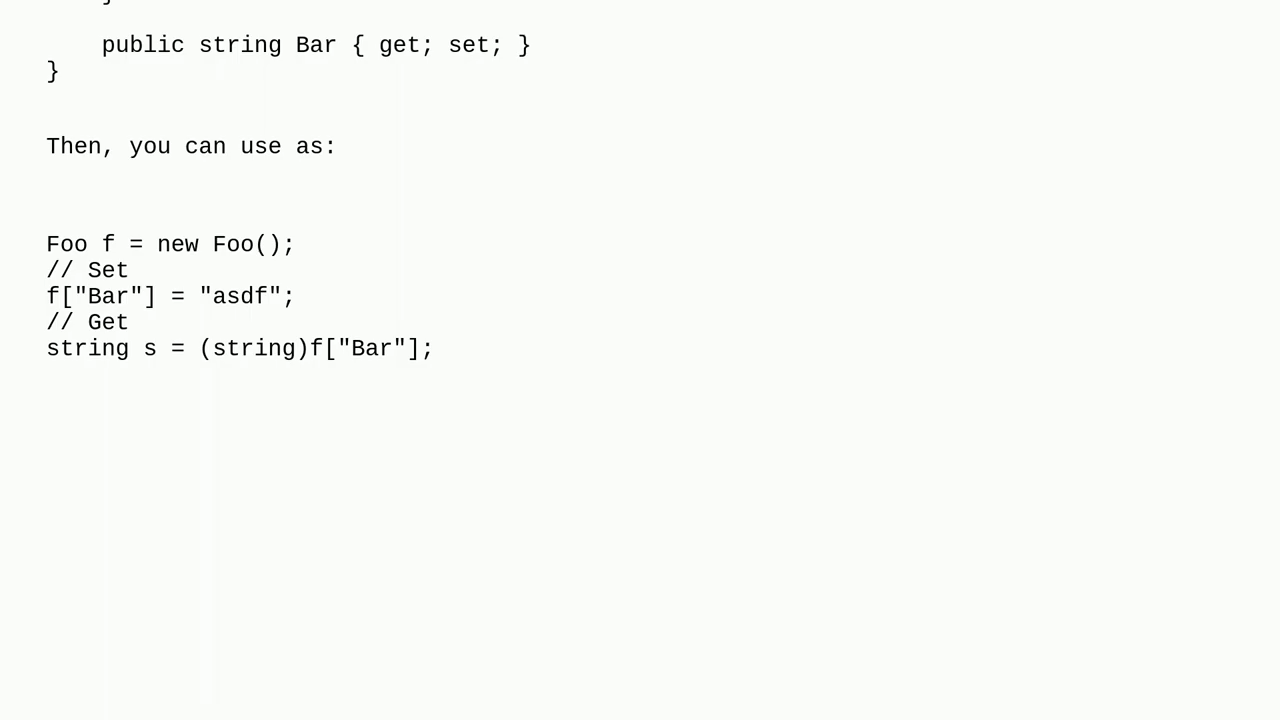 }
public string Bar { get; set; }
}
Then, you can use as:
Foo f = new Foo();
// Set
f["Bar"] = "asdf";
// Get
string s = (string)f["Bar"];